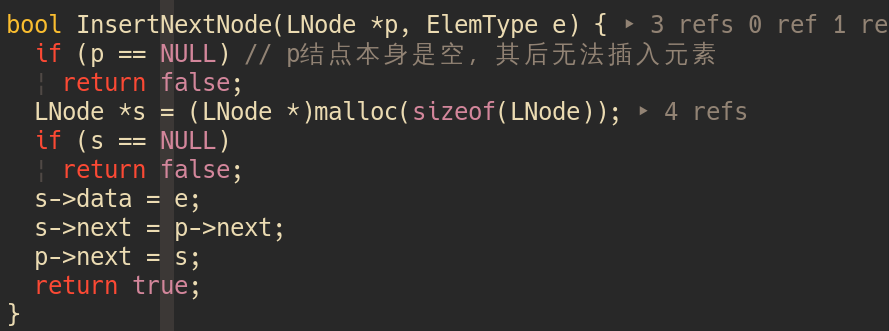 bool InsertNextNode(LNode *p, ElemType e) { ‣ 3 refs 0 ref 1 re
if (p == NULL) // p结点本身是空, 其后无法插入元素
return false;
LNode *s = (LNode *)malloc(sizeof(LNode)); ‣ 4 refs
if (s == NULL)
return false;
s->data = e;
s->next = p->next;
p->next = s;
return true;
}